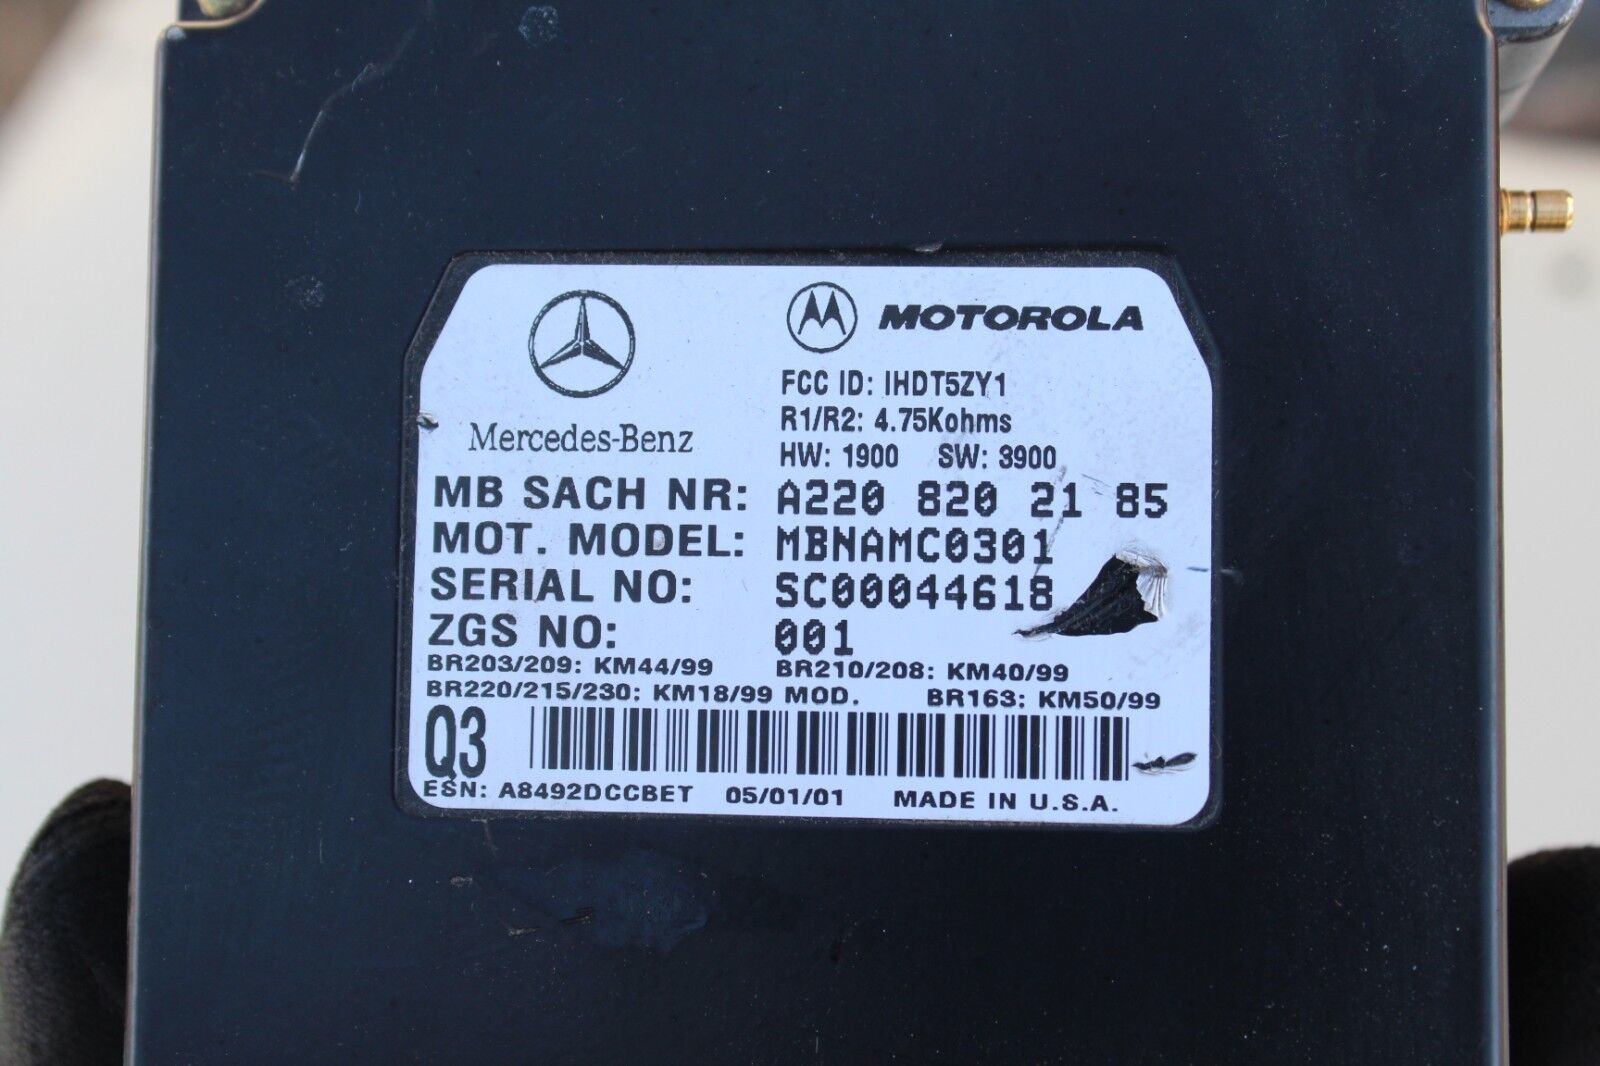 MOTOROLA
FCC ID: IHDT5ZY1
R1/R2: 4.75Kohms
Mercedes-Benz
HW: 1900 SW: 3900
MB SACH NR: A220 820 21 85
MOT. MODEL: MBNAMC0301
SERIAL NO: SC00044618
ZGS NO: 001
BR203/209: KM44/99 BR210/208: KM40/99
BR220/215/230: KM18/99 MOD. BR163: KM50/99
Q3
ESN: A8492DCCBET 05/01/01 MADE IN U.S.A.